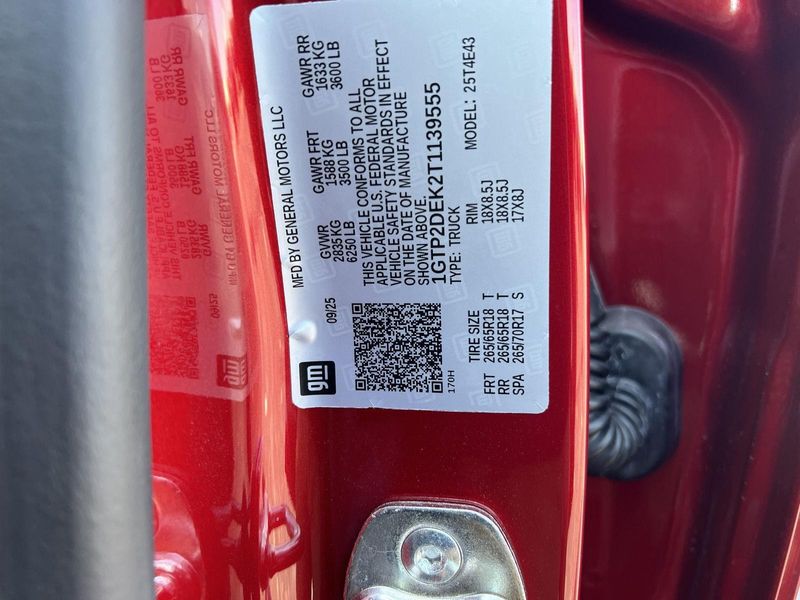 MFD BY GENERAL MOTORS LLC
09/25
GVWR GAWR FRT GAWR RR
2835 KG 1588 KG 1633 KG
6250 LB 3500 LB 3600 LB
THIS VEHICLE CONFORMS TO ALL
APPLICABLE U.S. FEDERAL MOTOR
VEHICLE SAFETY STANDARDS IN EFFECT
ON THE DATE OF MANUFACTURE
SHOWN ABOVE.
1GTP2DEK2T1139555
TYPE: TRUCK MODEL: 25T4E43
TIRE SIZE RIM
FRT 265/65R18 T 18X8.5J
RR 265/65R18 T 18X8.5J
SPA 265/70R17 S 17X8J
gm
170H